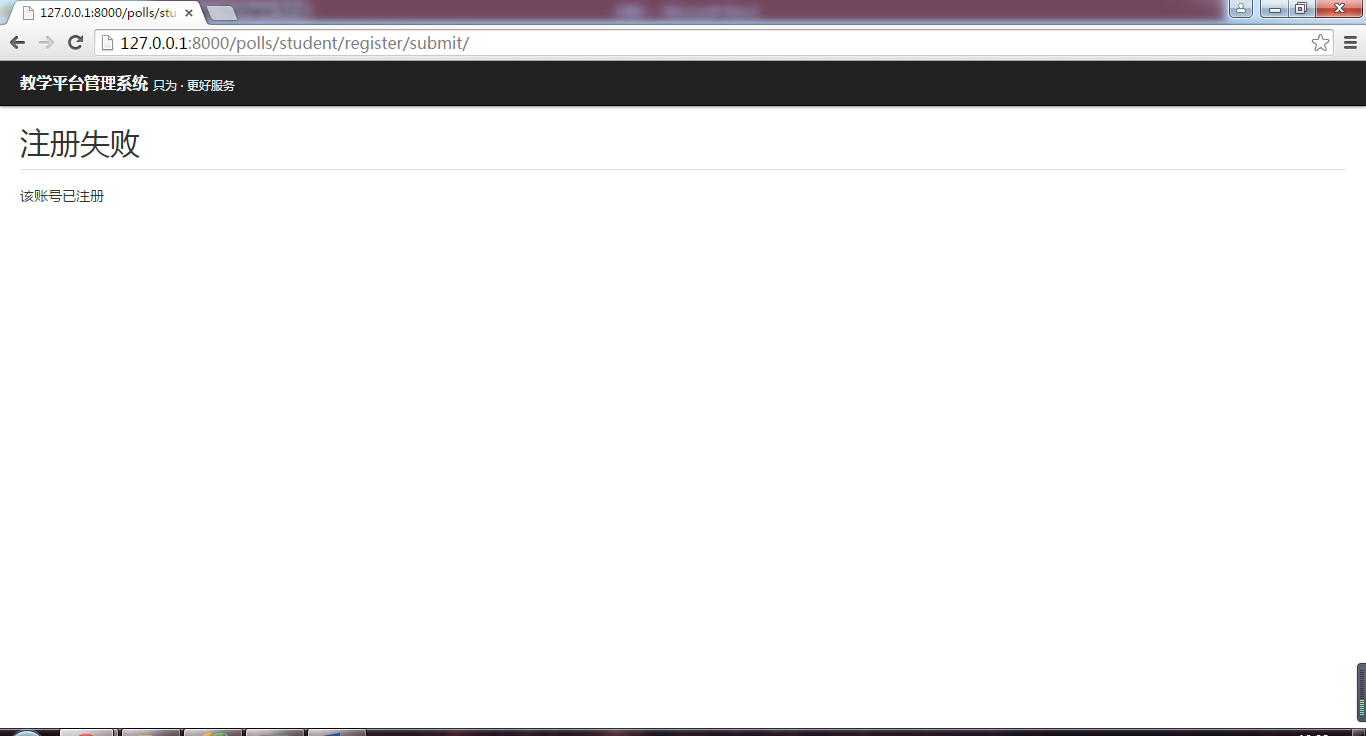 127.0.0.1:8000/polls/stu
127.0.0.1:8000/polls/student/register/submit/
教学平台管理系统 只为 · 更好服务
注册失败
该账号已注册